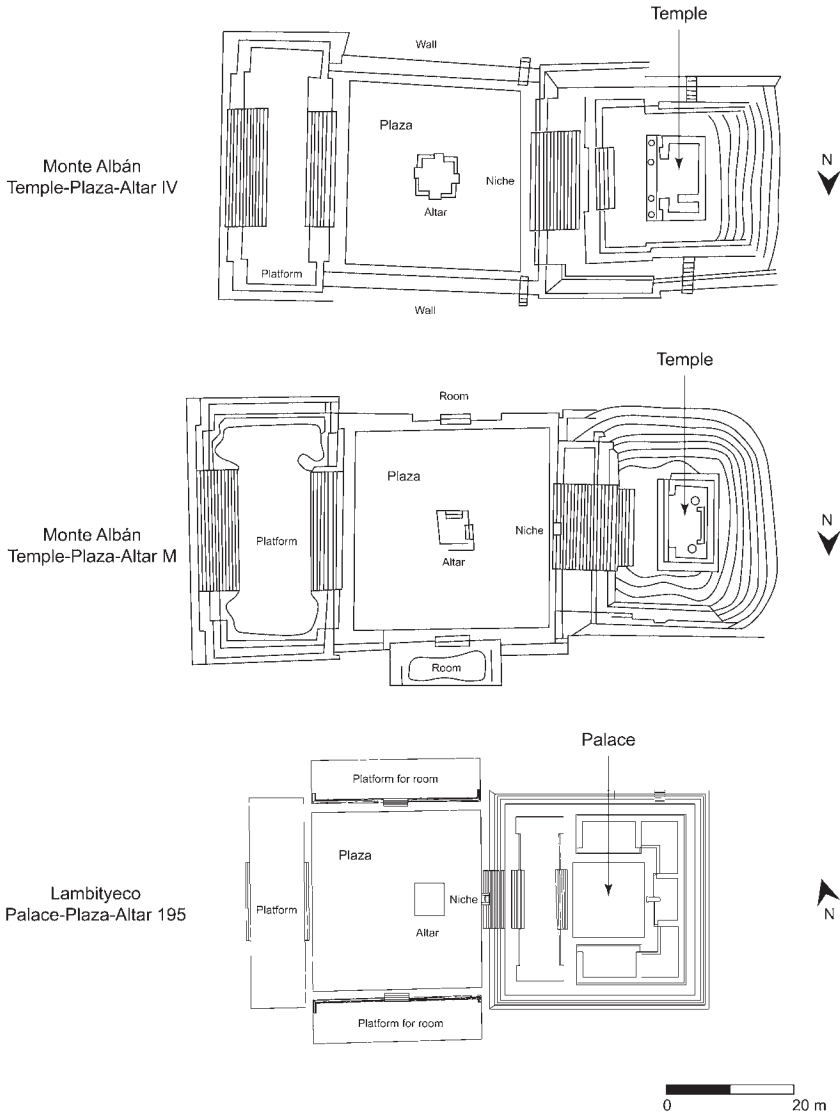 Temple
Wall
N
Plaza
Monte Albán
Temple-Plaza-Altar IV
Niche
Altar
Platform
Wall
Temple
Room
Plaza
N
Niche
Monte Albán
Temple-Plaza-Altar M
Platform
Altar
Room
Palace
Platform for room
Plaza
Lambityeco
Palace-Plaza-Altar 195
Platform
Niche
N
Altar
Platform for room
0 20 m